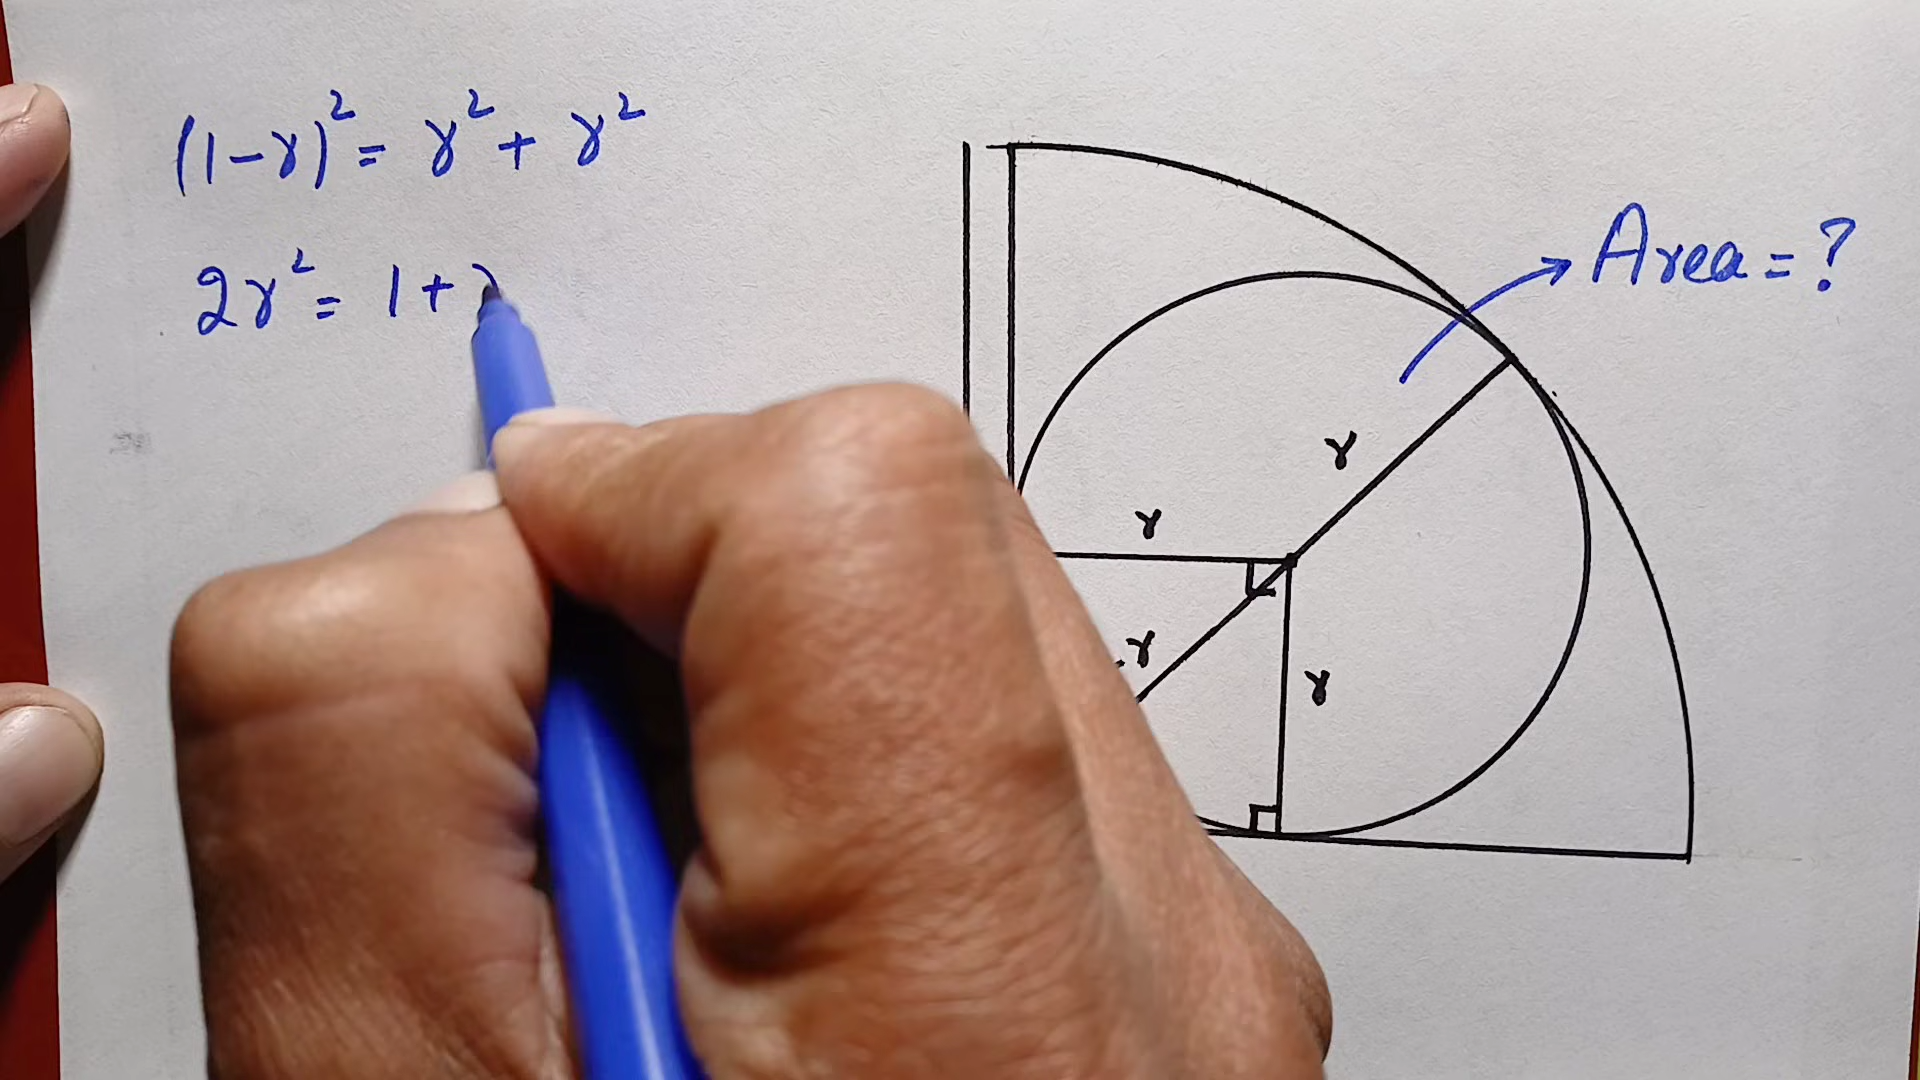 (1-r)² = r² + r²
2r² = 1 +
Area = ?
r
r
r
r